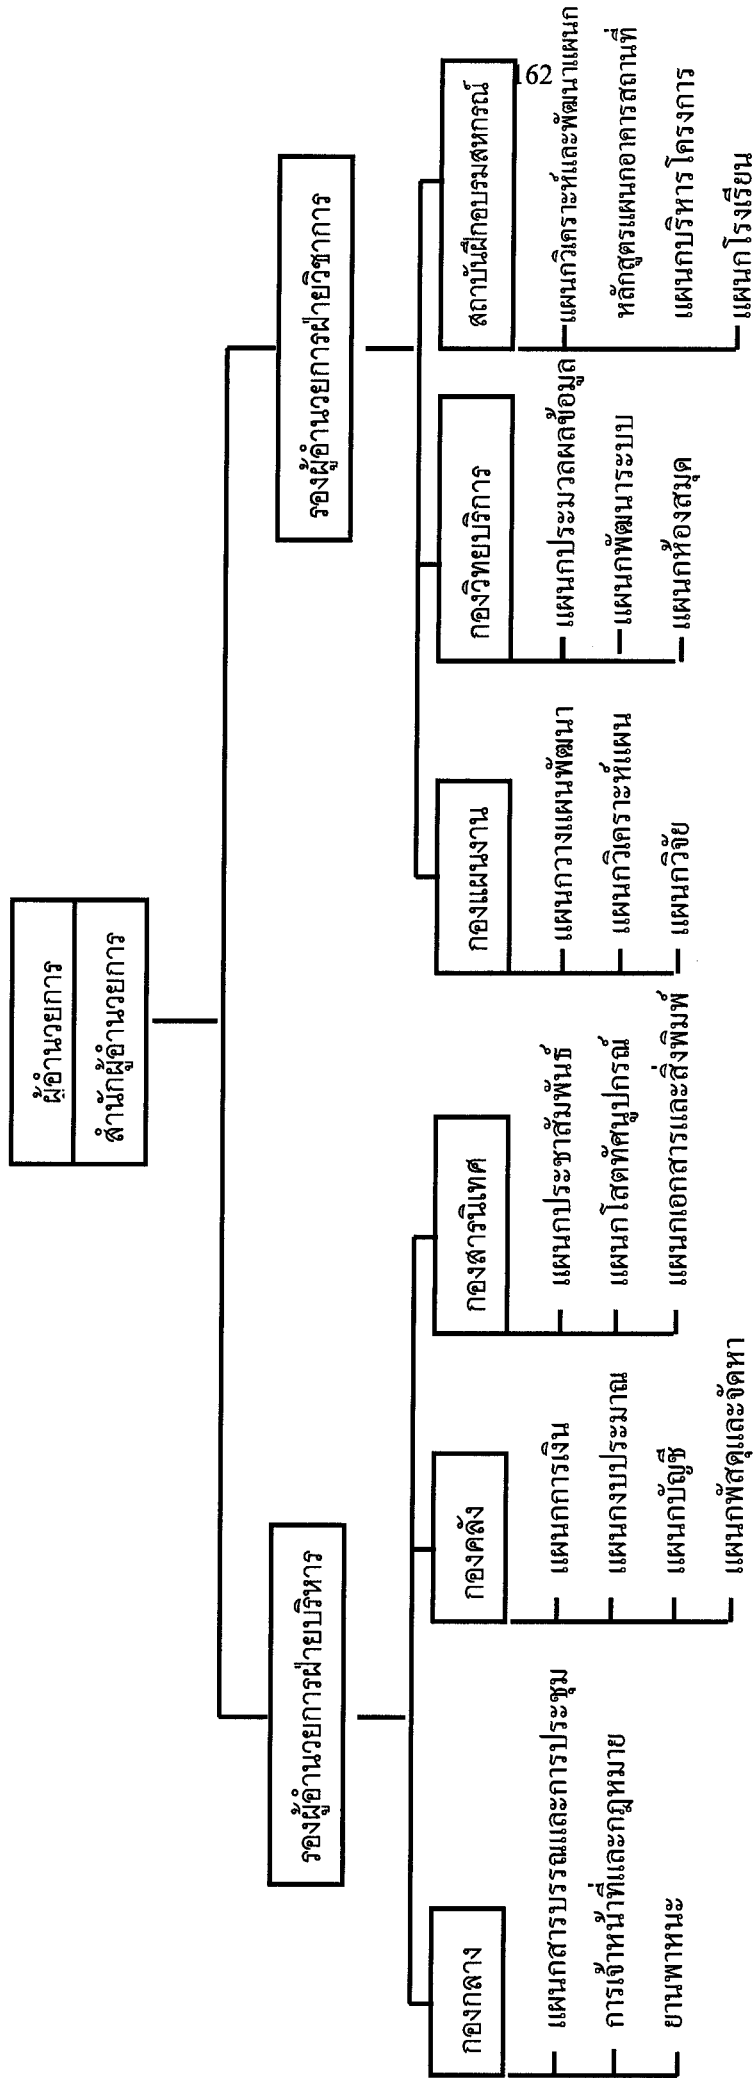 162
ผู้อำนวยการ
สำนักผู้อำนวยการ
รองผู้อำนวยการฝ่ายบริหาร
รองผู้อำนวยการฝ่ายวิชาการ
กองกลาง
แผนกสารบรรณและการประชุม
การเจ้าหน้าที่และกฎหมาย
ยานพาหนะ
กองคลัง
แผนกการเงิน
แผนกงบประมาณ
แผนกบัญชี
แผนกพัสดุและจัดหา
กองสารนิเทศ
แผนกประชาสัมพันธ์
แผนกโสตทัศนูปกรณ์
แผนกเอกสารและสิ่งพิมพ์
กองแผนงาน
แผนกวางแผนพัฒนา
แผนกวิเคราะห์แผน
แผนกวิจัย
กองวิทยบริการ
แผนกประมวลผลข้อมูล
แผนกพัฒนาระบบ
แผนกห้องสมุด
สถาบันฝึกอบรมสหกรณ์
แผนกวิเคราะห์และพัฒนาแผนก
หลักสูตรแผนกอาคารสถานที่
แผนกบริหารโครงการ
แผนกโรงเรียน